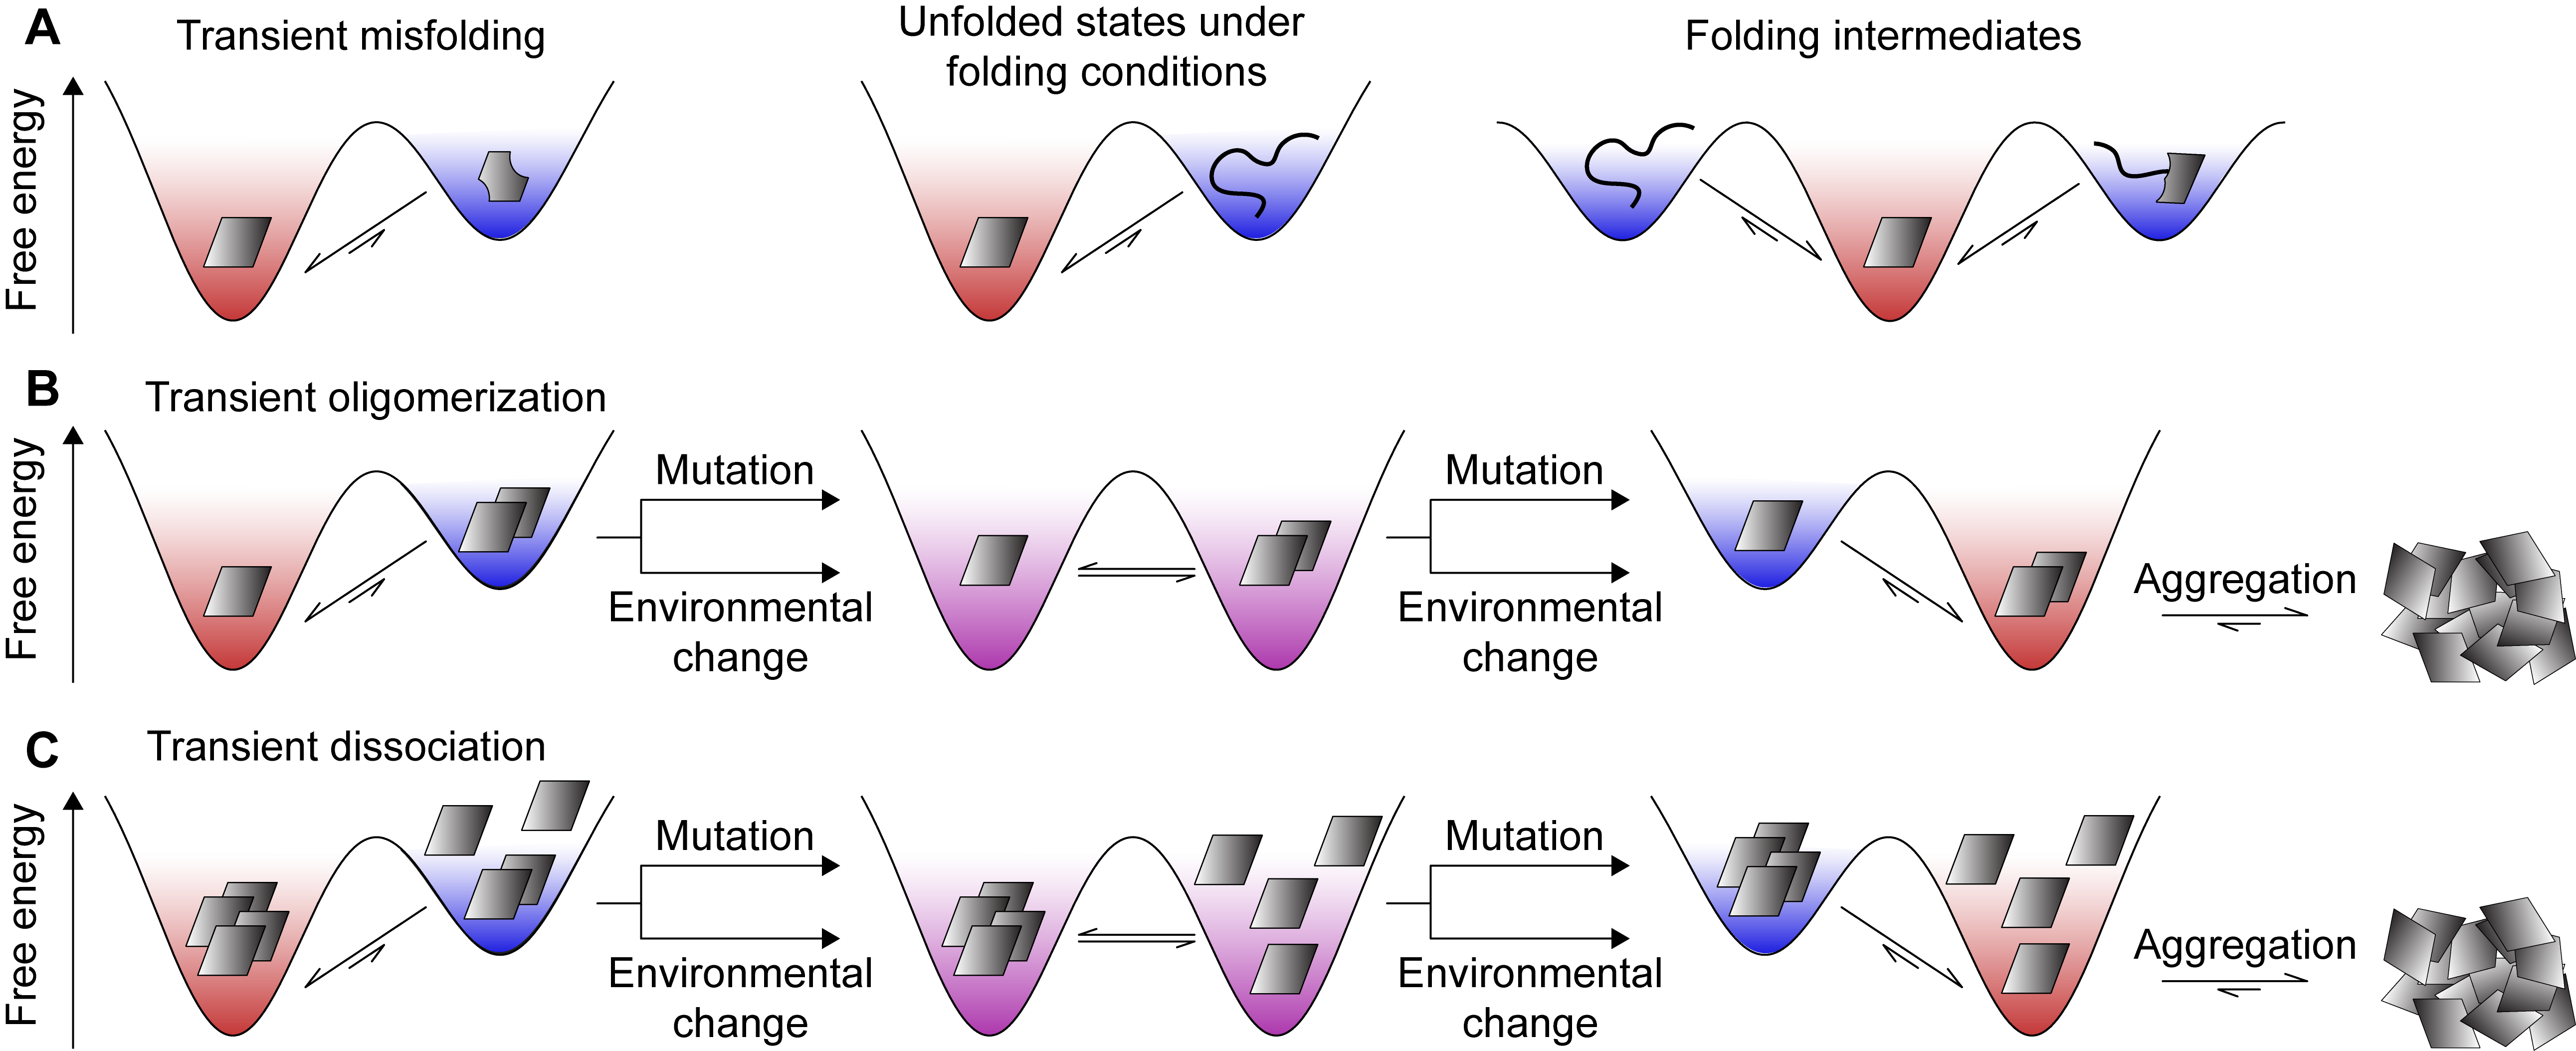 A
Transient misfolding
Unfolded states under
folding conditions
Folding intermediates
Free energy
B
Transient oligomerization
Free energy
Mutation
Environmental
change
Mutation
Environmental
change
Aggregation
C
Transient dissociation
Free energy
Mutation
Environmental
change
Mutation
Environmental
change
Aggregation